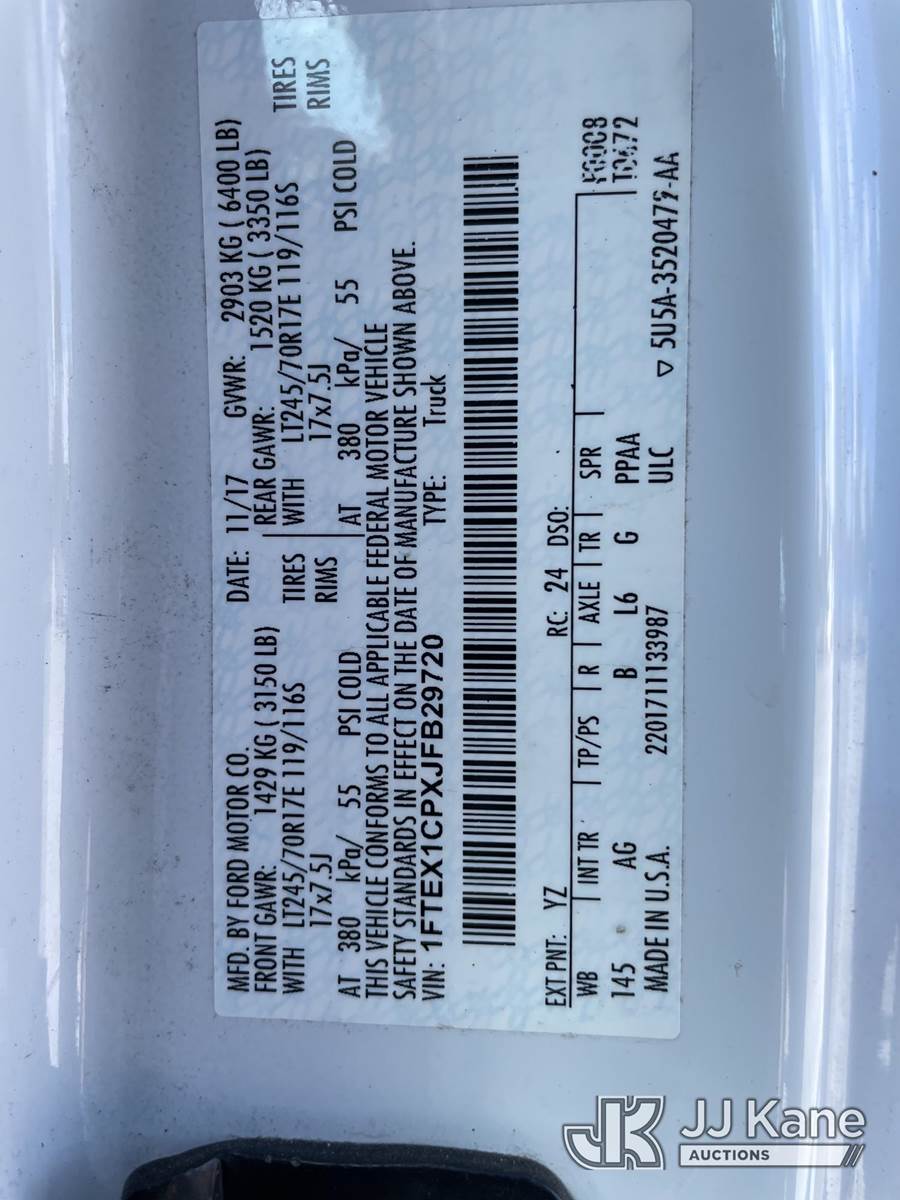 MFD. BY FORD MOTOR CO.
DATE: 11/17 GVWR: 2903 KG ( 6400 LB)
FRONT GAWR: 1429 KG ( 3150 LB)
REAR GAWR: 1520 KG ( 3350 LB)
WITH LT245/70R17E 119/116S TIRES
WITH LT245/70R17E 119/116S TIRES
17x7.5J RIMS
17x7.5J RIMS
AT 380 kPa/ 55 PSI COLD
AT 380 kPa/ 55 PSI COLD
THIS VEHICLE CONFORMS TO ALL APPLICABLE FEDERAL MOTOR VEHICLE
SAFETY STANDARDS IN EFFECT ON THE DATE OF MANUFACTURE SHOWN ABOVE.
VIN: 1FTEX1CPXJFB29720 TYPE: Truck
EXT PNT: YZ RC: 24 DSO:
WB INT TR TP/PS R AXLE TR SPR
145 AG B L6 G PPAA
MADE IN U.S.A. 220171113​3987 ULC
5U5A-3520472-AA
JK JJ Kane
AUCTIONS